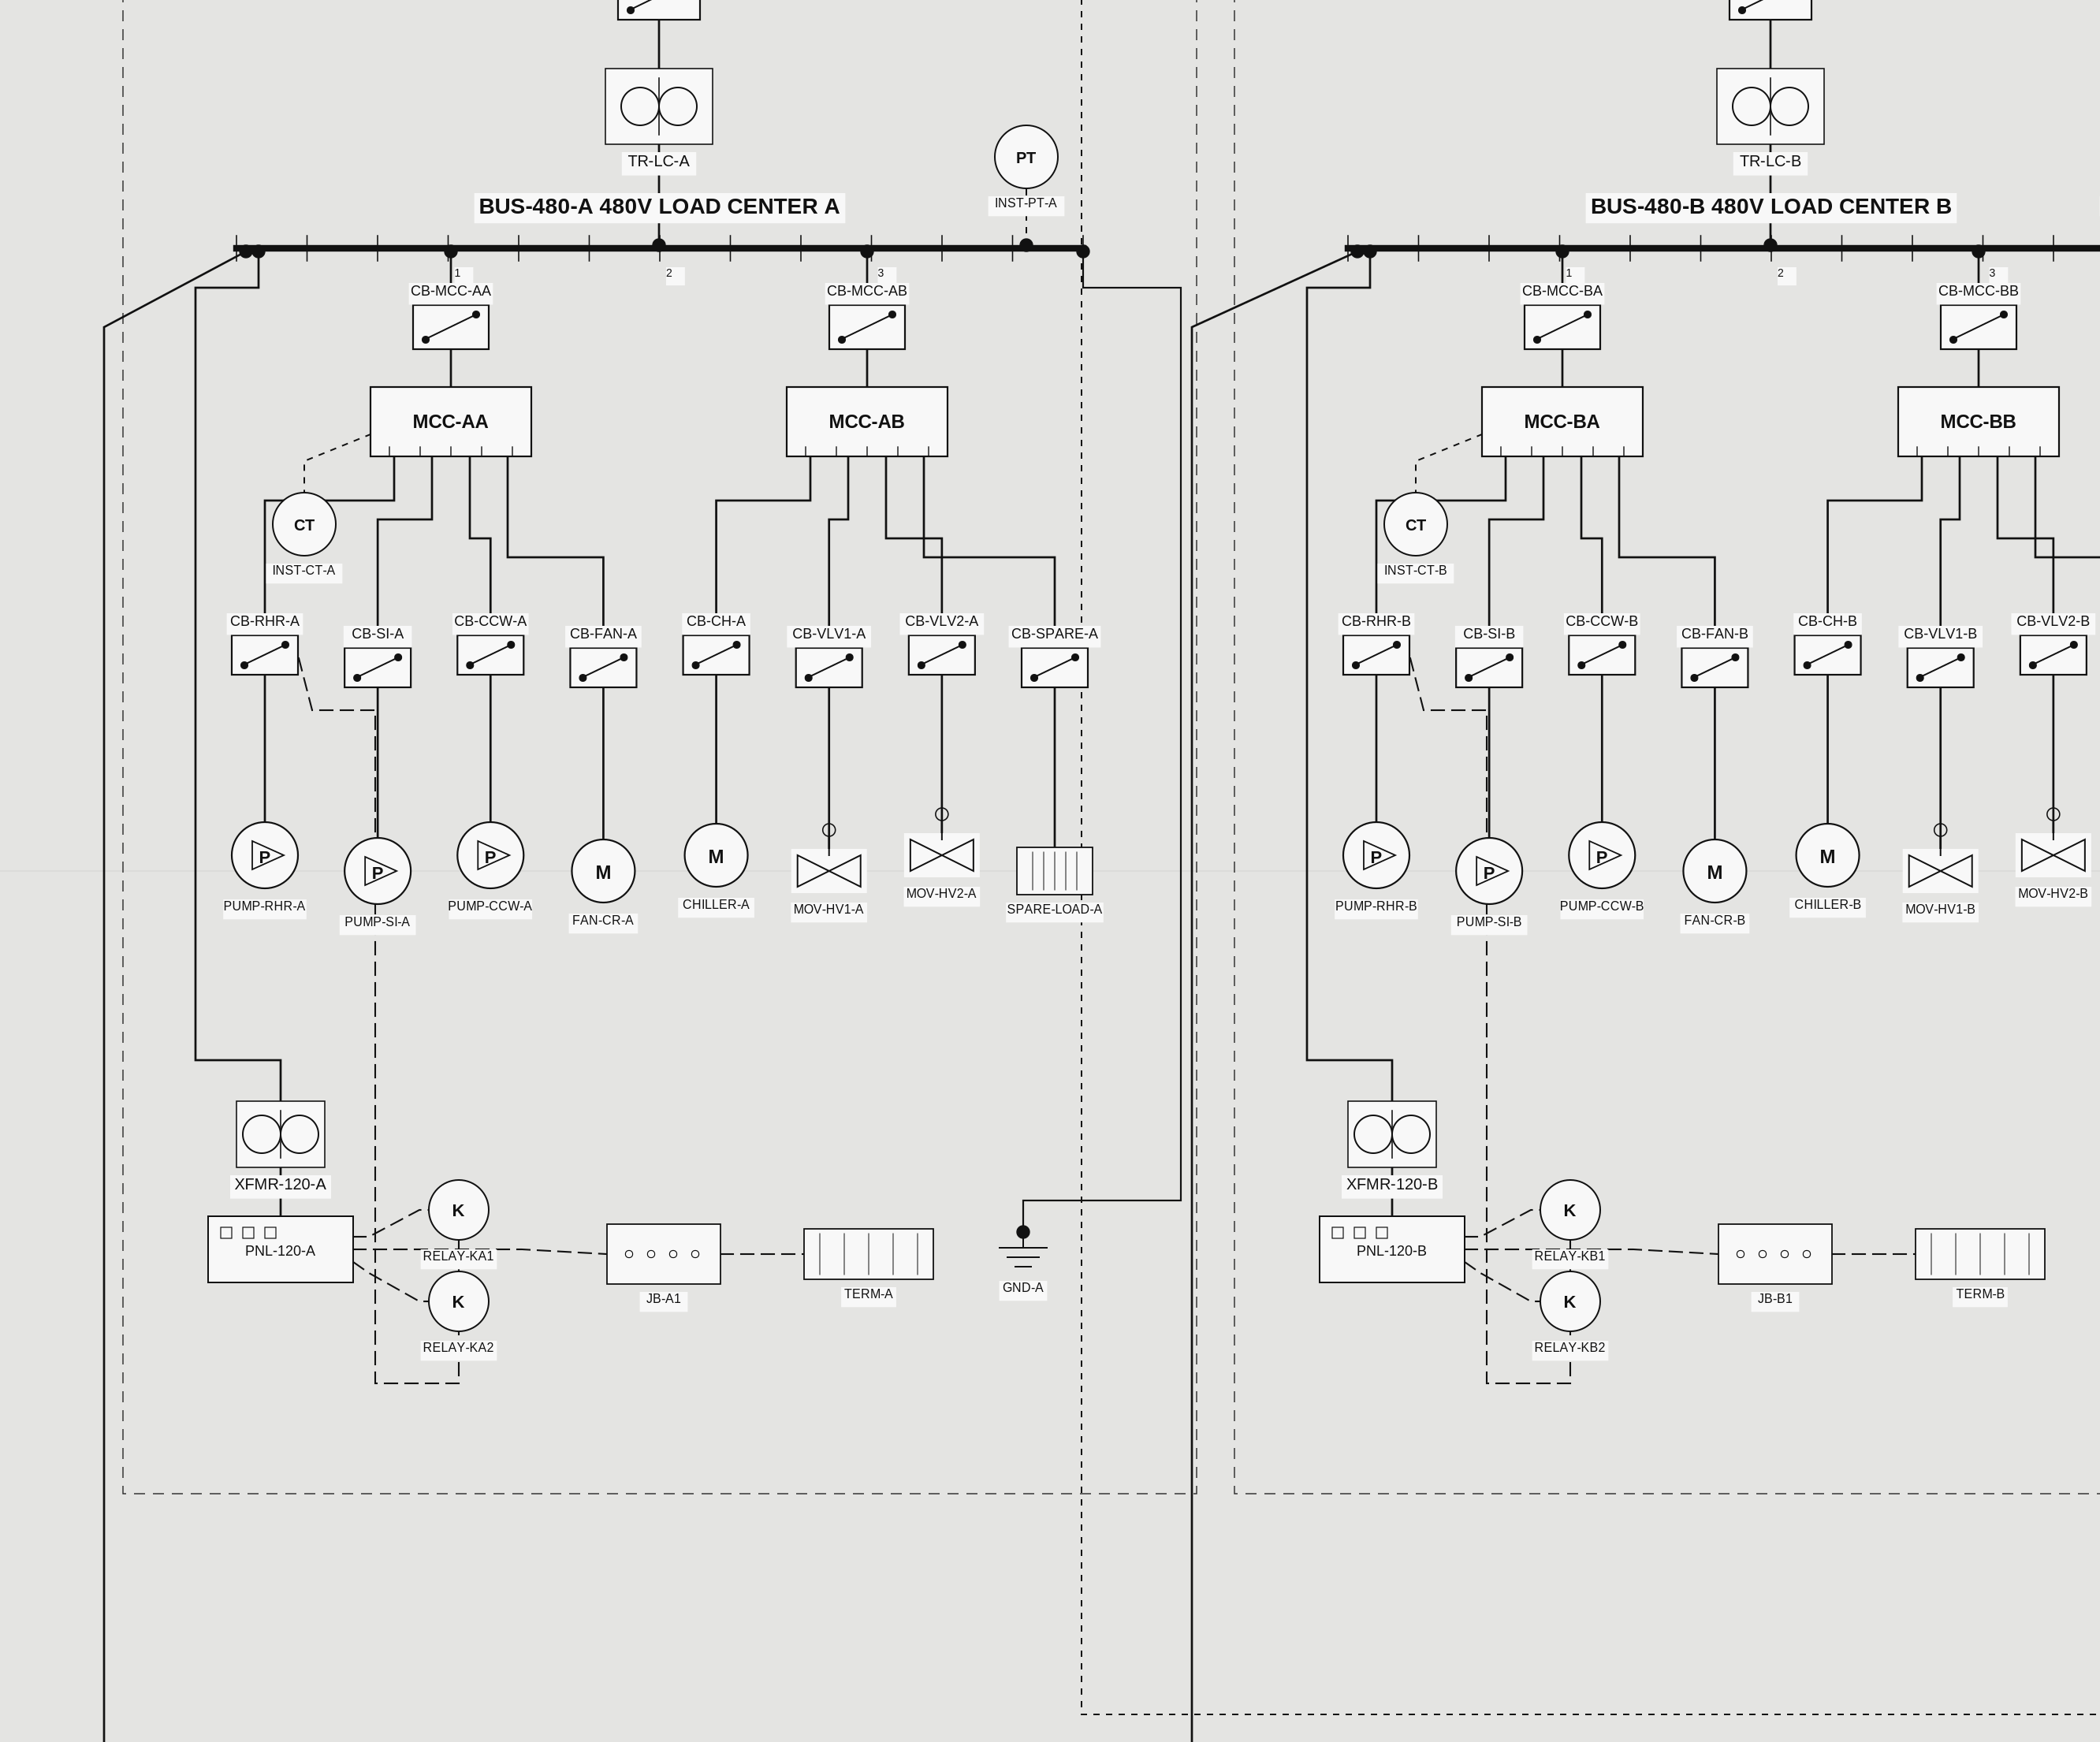 TR-LC-A
TR-LC-B
PT
INST-PT-A
BUS-480-A 480V LOAD CENTER A
BUS-480-B 480V LOAD CENTER B
1
2
3
1
2
3
CB-MCC-AA
CB-MCC-AB
CB-MCC-BA
CB-MCC-BB
MCC-AA
MCC-AB
MCC-BA
MCC-BB
CT
CT
INST-CT-A
INST-CT-B
CB-RHR-A
CB-SI-A
CB-CCW-A
CB-FAN-A
CB-CH-A
CB-VLV1-A
CB-VLV2-A
CB-SPARE-A
CB-RHR-B
CB-SI-B
CB-CCW-B
CB-FAN-B
CB-CH-B
CB-VLV1-B
CB-VLV2-B
P
P
P
M
M
P
P
P
M
M
PUMP-RHR-A
PUMP-SI-A
PUMP-CCW-A
FAN-CR-A
CHILLER-A
MOV-HV1-A
MOV-HV2-A
SPARE-LOAD-A
PUMP-RHR-B
PUMP-SI-B
PUMP-CCW-B
FAN-CR-B
CHILLER-B
MOV-HV1-B
MOV-HV2-B
XFMR-120-A
XFMR-120-B
K
K
PNL-120-A
RELAY-KA1
PNL-120-B
RELAY-KB1
K
K
JB-A1
TERM-A
GND-A
JB-B1
TERM-B
RELAY-KA2
RELAY-KB2